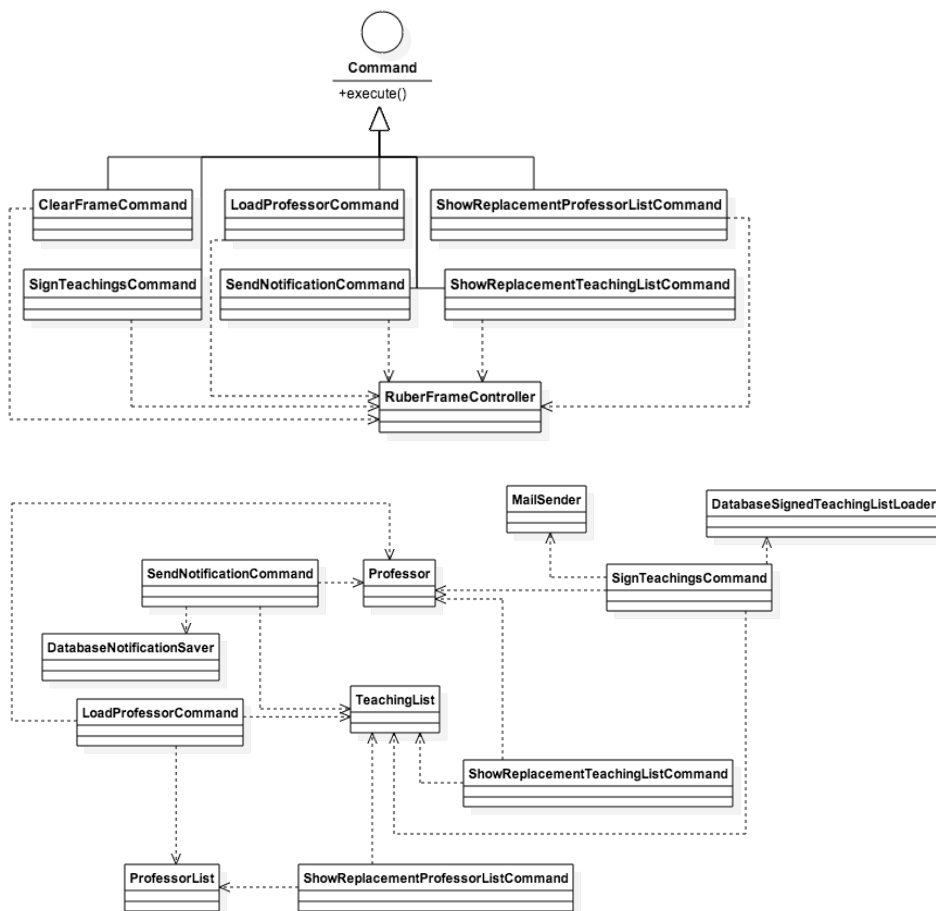 Command
+execute()
ClearFrameCommand
LoadProfessorCommand
ShowReplacementProfessorListCommand
SignTeachingsCommand
SendNotificationCommand
ShowReplacementTeachingListCommand
RuberFrameController
MailSender
DatabaseSignedTeachingListLoader
SendNotificationCommand
Professor
SignTeachingsCommand
DatabaseNotificationSaver
LoadProfessorCommand
TeachingList
ShowReplacementTeachingListCommand
ProfessorList
ShowReplacementProfessorListCommand